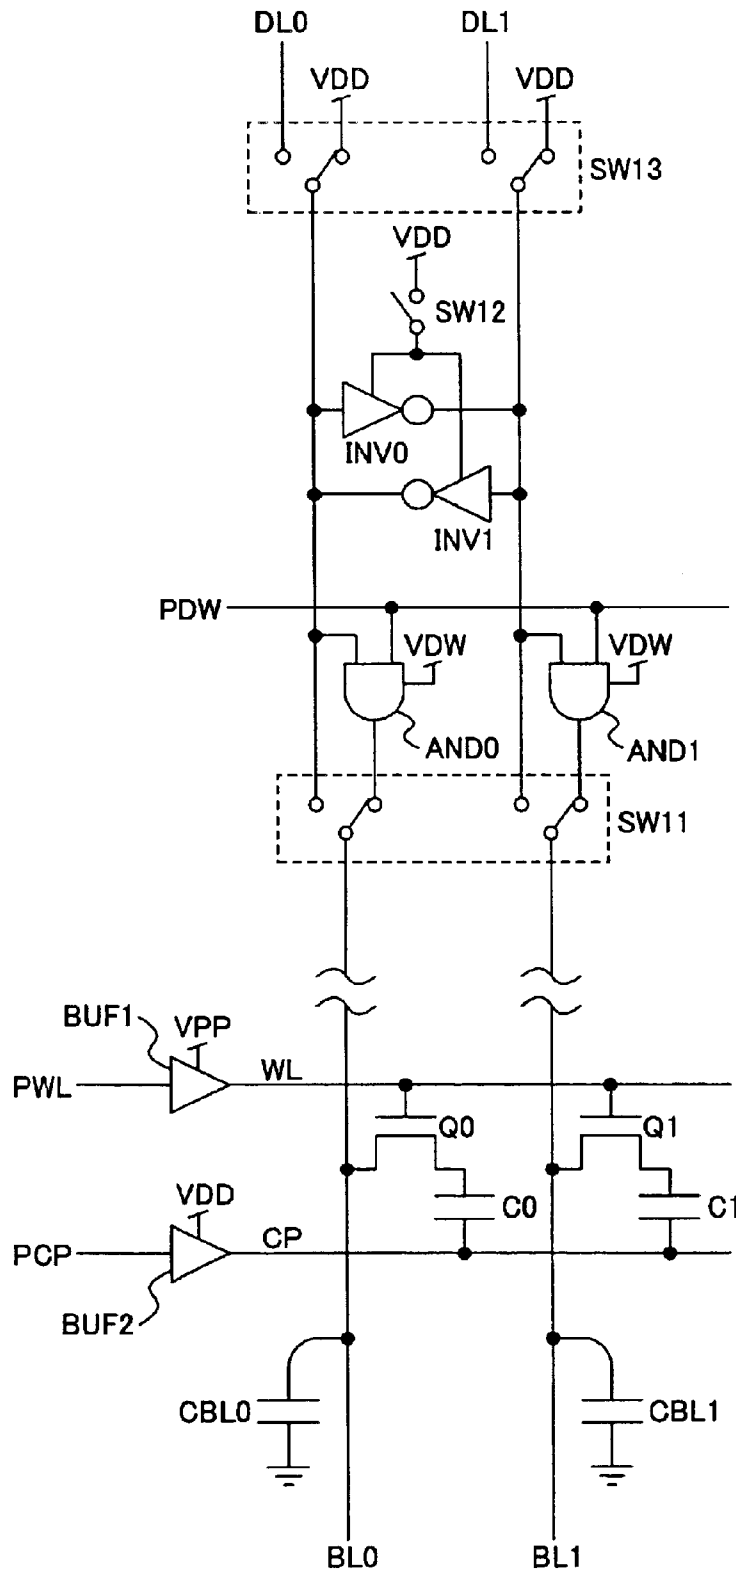 DL0 DL1
VDD VDD
SW13
VDD
SW12
INV0
INV1
PDW
VDW VDW
AND0 AND1
SW11
BUF1
VPP
PWL WL
Q0 Q1
VDD
C0 C1
PCP CP
BUF2
CBL0 CBL1
BL0 BL1